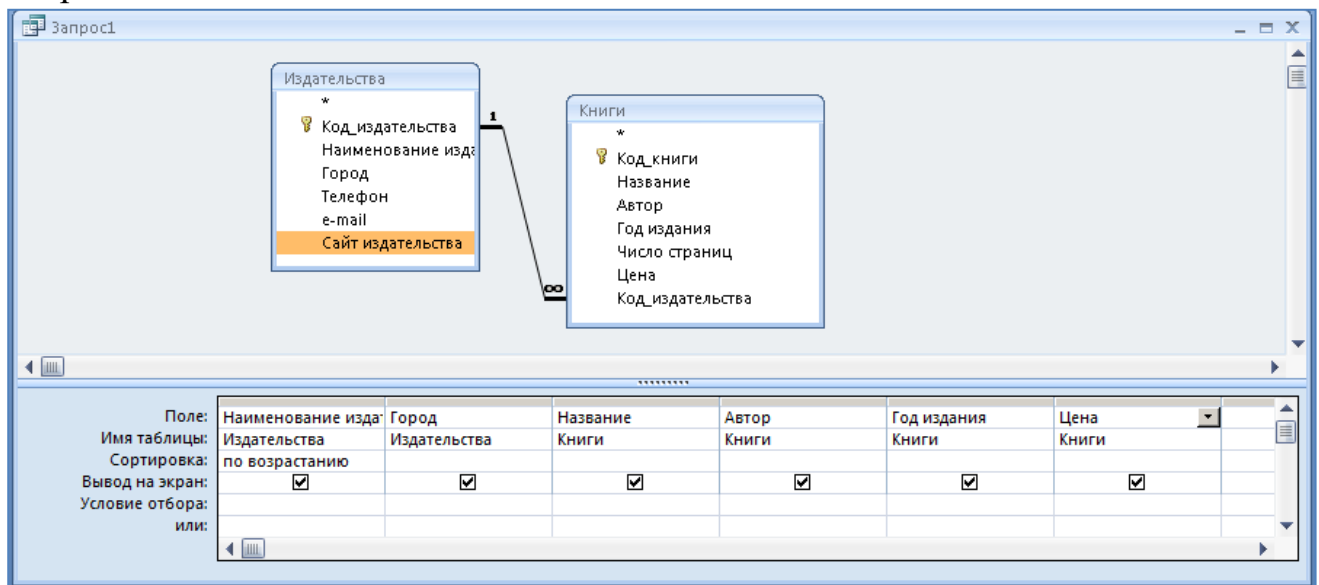 Запрос1
Издательства
*
Код_издательства
Наименование изда
Город
Телефон
e-mail
Сайт издательства
1
∞
Книги
*
Код_книги
Название
Автор
Год издания
Число страниц
Цена
Код_издательства
Поле: Наименование изда Город Название Автор Год издания Цена
Имя таблицы: Издательства Издательства Книги Книги Книги Книги
Сортировка: по возрастанию
Вывод на экран:
Условие отбора:
или: